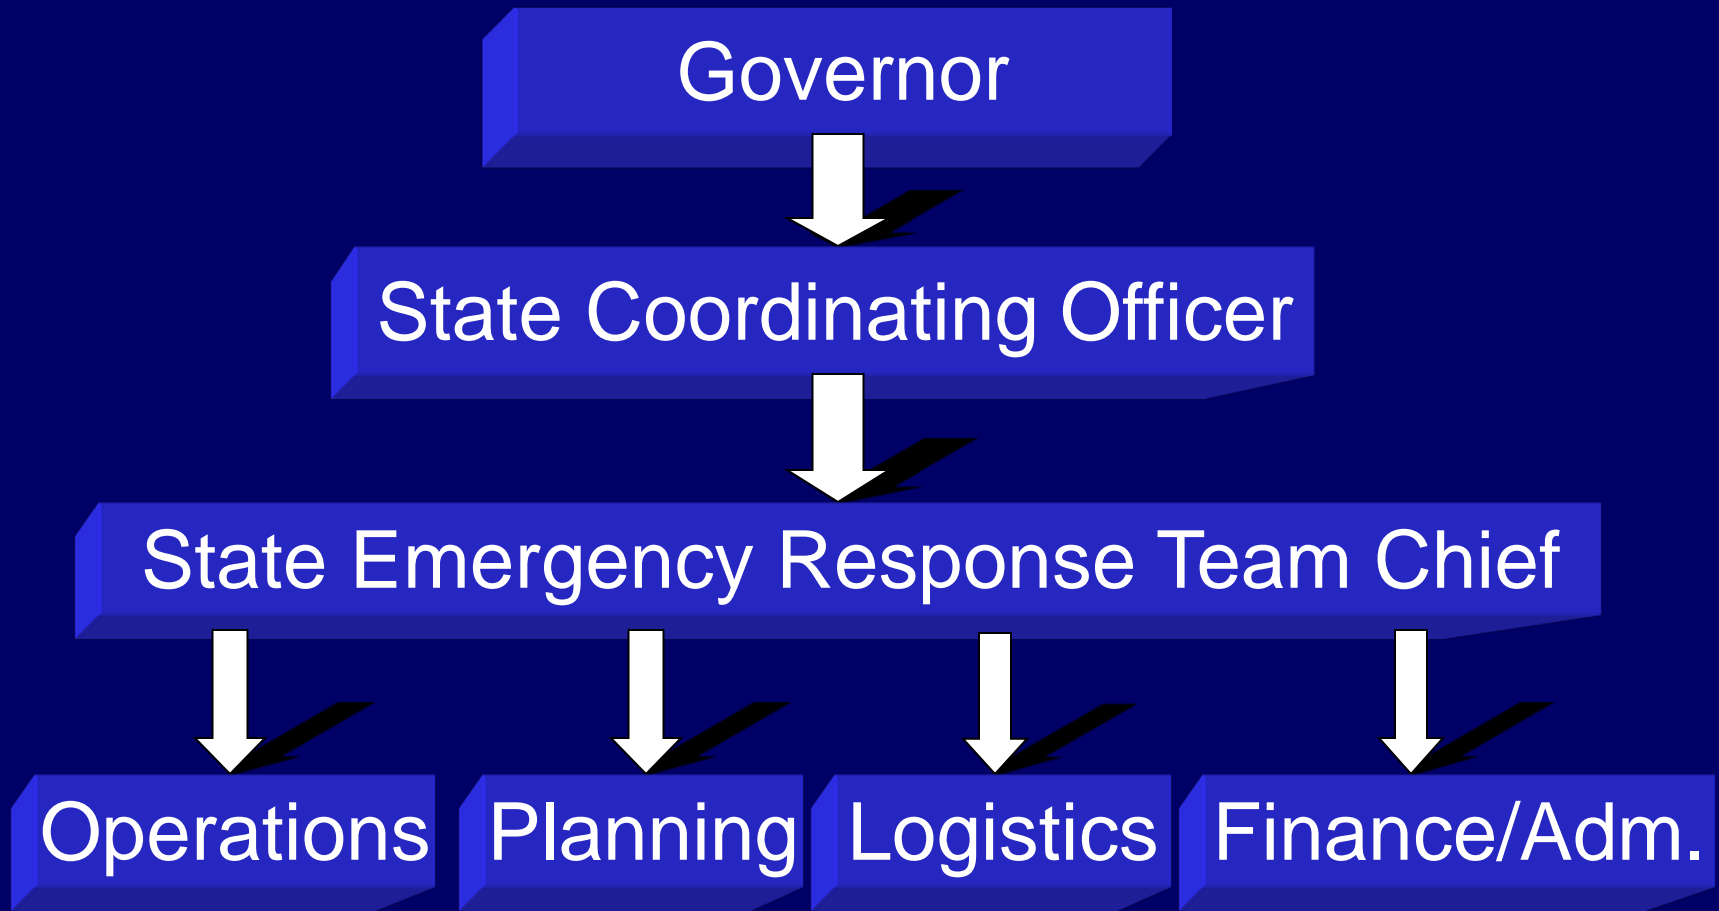 Governor
State Coordinating Officer
State Emergency Response Team Chief
Operations
Planning
Logistics
Finance/Adm.